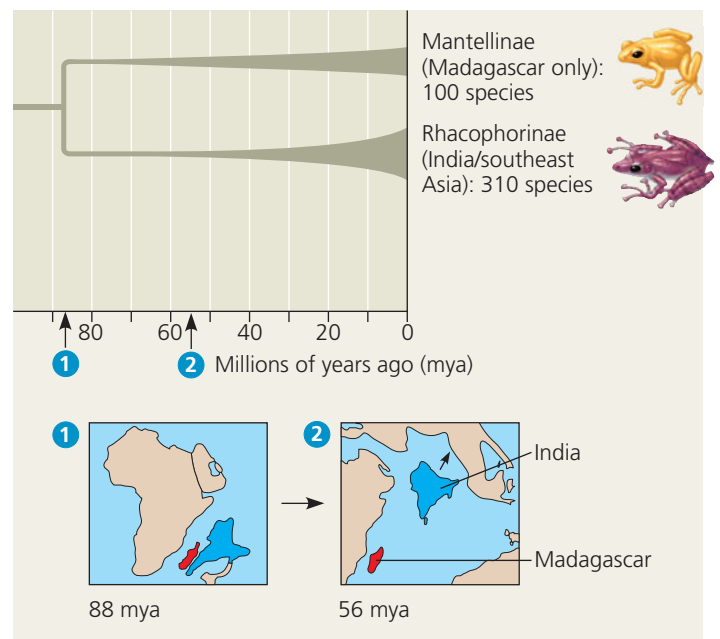 Mantellinae
(Madagascar only):
100 species
Rhacophorinae
(India/southeast
Asia): 310 species
80 60 40 20 0
1 2 Millions of years ago (mya)
1 2
India
Madagascar
88 mya 56 mya